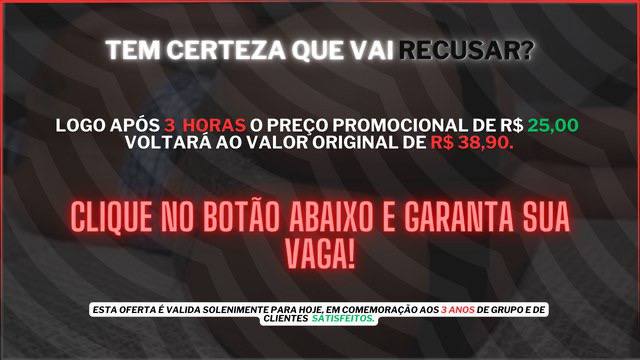 TEM CERTEZA QUE VAI RECUSAR?
LOGO APÓS 3 HORAS O PREÇO PROMOCIONAL DE R$ 25,00
VOLTARÁ AO VALOR ORIGINAL DE R$ 38,90.
CLIQUE NO BOTÃO ABAIXO E GARANTA SUA
VAGA!
ESTA OFERTA É VALIDA SOLENIMENTE PARA HOJE, EM COMEMORAÇÃO AOS 3 ANOS DE GRUPO E DE
CLIENTES SATISFEITOS.